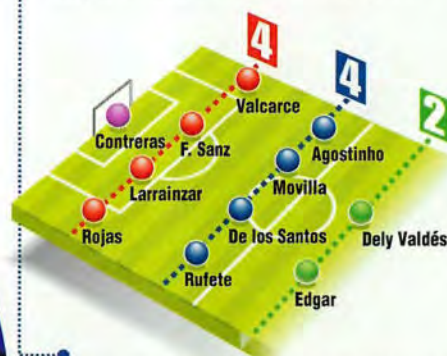 4
4
2
Valcarce
Contreras
F. Sanz
Agostinho
Larrainzar
Movilla
Rojas
De los Santos
Dely Valdés
Rufete
Edgar